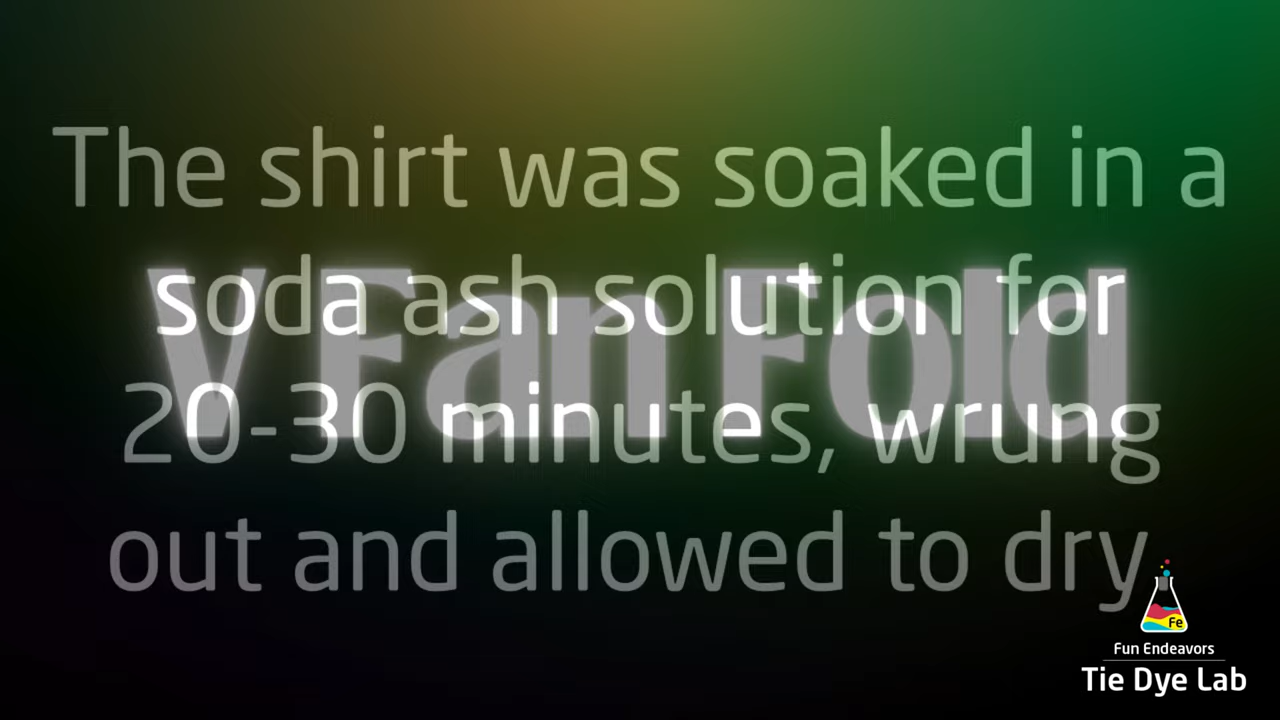 The shirt was soaked in a
V Fan Fold
soda ash solution for
20-30 minutes, wrung
out and allowed to dry
Fe
Fun Endeavors
Tie Dye Lab